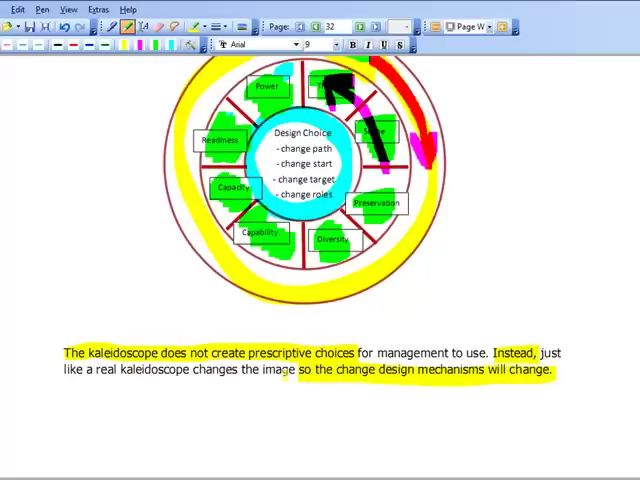 Edit Pen View Extras Help
Page: 32 Page W
Arial 9 B I U S
Power
Readiness
Capacity
Capability
Diversity
Preservation
Design Choice
- change path
- change start
- change target
- change roles
The kaleidoscope does not create prescriptive choices for management to use. Instead, just
like a real kaleidoscope changes the image so the change design mechanisms will change.